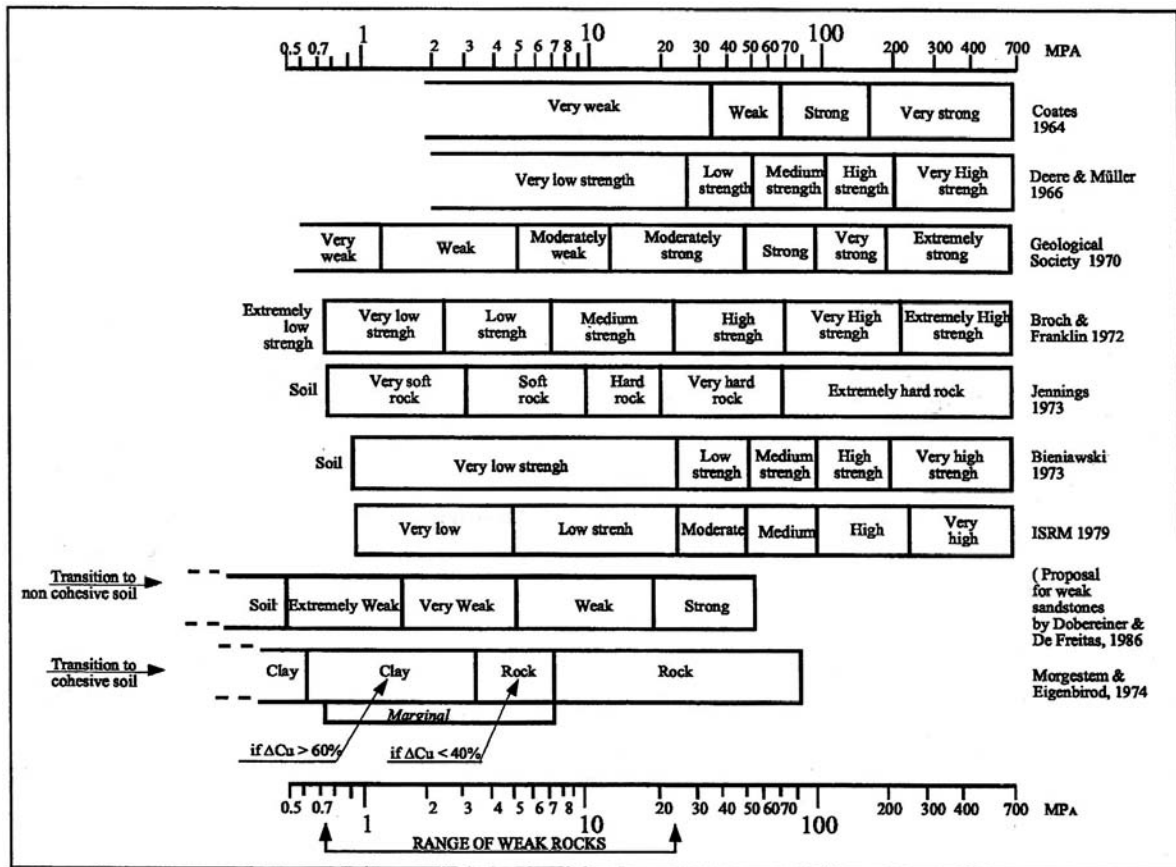 0.5 0.7 1 2 3 4 5 6 7 8 10 20 30 40 50 60 70 100 200 300 400 700 MPA
Very weak
Weak
Strong
Very strong
Coates
1964
Very low strength
Low
strength
Medium
strength
High
strength
Very High
strengh
Deere & Müller
1966
Very
weak
Weak
Moderately
weak
Moderately
strong
Strong
Very
strong
Extremely
strong
Geological
Society 1970
Extremely
low
strengh
Very low
strengh
Low
strengh
Medium
strengh
High
strengh
Very High
strengh
Extremely High
strengh
Broch &
Franklin 1972
Soil
Very soft
rock
Soft
rock
Hard
rock
Very hard
rock
Extremely hard rock
Jennings
1973
Soil
Very low strengh
Low
strengh
Medium
strengh
High
strengh
Very high
strengh
Bieniawski
1973
Very low
Low strenh
Moderate
Medium
High
Very
high
ISRM 1979
Transition to
non cohesive soil
Soil
Extremely Weak
Very Weak
Weak
Strong
( Proposal
for weak
sandstones
by Dobereiner &
De Freitas, 1986
Transition to
cohesive soil
Clay
Clay
Rock
Rock
Morgestem &
Eigenbirod, 1974
Marginal
if ΔCu > 60%
if ΔCu < 40%
0.5 0.7 1 2 3 4 5 6 7 8 10 20 30 40 50 60 70 100 200 300 400 700 MPA
RANGE OF WEAK ROCKS